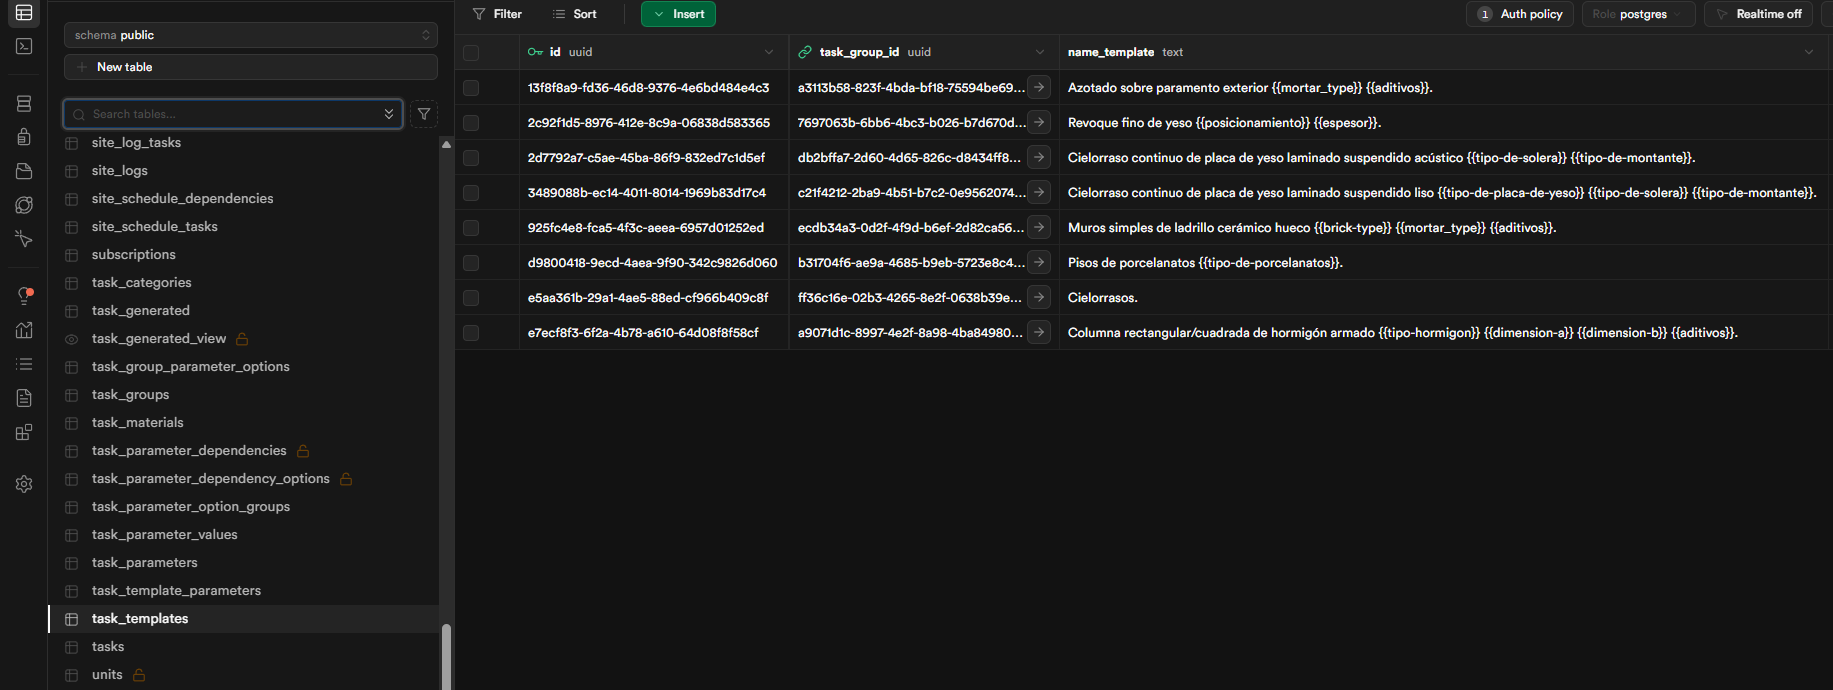 schema public
New table
Search tables...
site_log_tasks
site_logs
site_schedule_dependencies
site_schedule_tasks
subscriptions
task_categories
task_generated
task_generated_view
task_group_parameter_options
task_groups
task_materials
task_parameter_dependencies
task_parameter_dependency_options
task_parameter_option_groups
task_parameter_values
task_parameters
task_template_parameters
task_templates
tasks
units
Filter Sort Insert 1 Auth policy Role postgres Realtime off
id uuid task_group_id uuid name_template text
13f8f8a9-fd36-46d8-9376-4e6bd484e4c3 a3113b58-823f-4bda-bf18-75594be69... Azotado sobre paramento exterior {{mortar_type}} {{aditivos}}.
2c92f1d5-8976-412e-8c9a-06838d583365 7697063b-6bb6-4bc3-b026-b7d670d... Revoque fino de yeso {{posicionamiento}} {{espesor}}.
2d7792a7-c5ae-45ba-86f9-832ed7c1d5ef db2bffa7-2d60-4d65-826c-d8434ff8... Cielorraso continuo de placa de yeso laminado suspendido acústico {{tipo-de-solera}} {{tipo-de-montante}}.
3489088b-ec14-4011-8014-1969b83d17c4 c21f4212-2ba9-4b51-b7c2-0e9562074... Cielorraso continuo de placa de yeso laminado suspendido liso {{tipo-de-placa-de-yeso}} {{tipo-de-solera}} {{tipo-de-montante}}.
925fc4e8-fca5-4f3c-aeea-6957d01252ed ecdb34a3-0d2f-4f9d-b6ef-2d82ca56... Muros simples de ladrillo cerámico hueco {{brick-type}} {{mortar_type}} {{aditivos}}.
d9800418-9ecd-4aea-9f90-342c9826d060 b31704f6-ae9a-4685-b9eb-5723e8c4... Pisos de porcelanatos {{tipo-de-porcelanatos}}.
e5aa361b-29a1-4ae5-88ed-cf966b409c8f ff36c16e-02b3-4265-8e2f-0638b39e... Cielorrasos.
e7ecf8f3-6f2a-4b78-a610-64d08f8f58cf a9071d1c-8997-4e2f-8a98-4ba84980... Columna rectangular/cuadrada de hormigón armado {{tipo-hormigon}} {{dimension-a}} {{dimension-b}} {{aditivos}}.